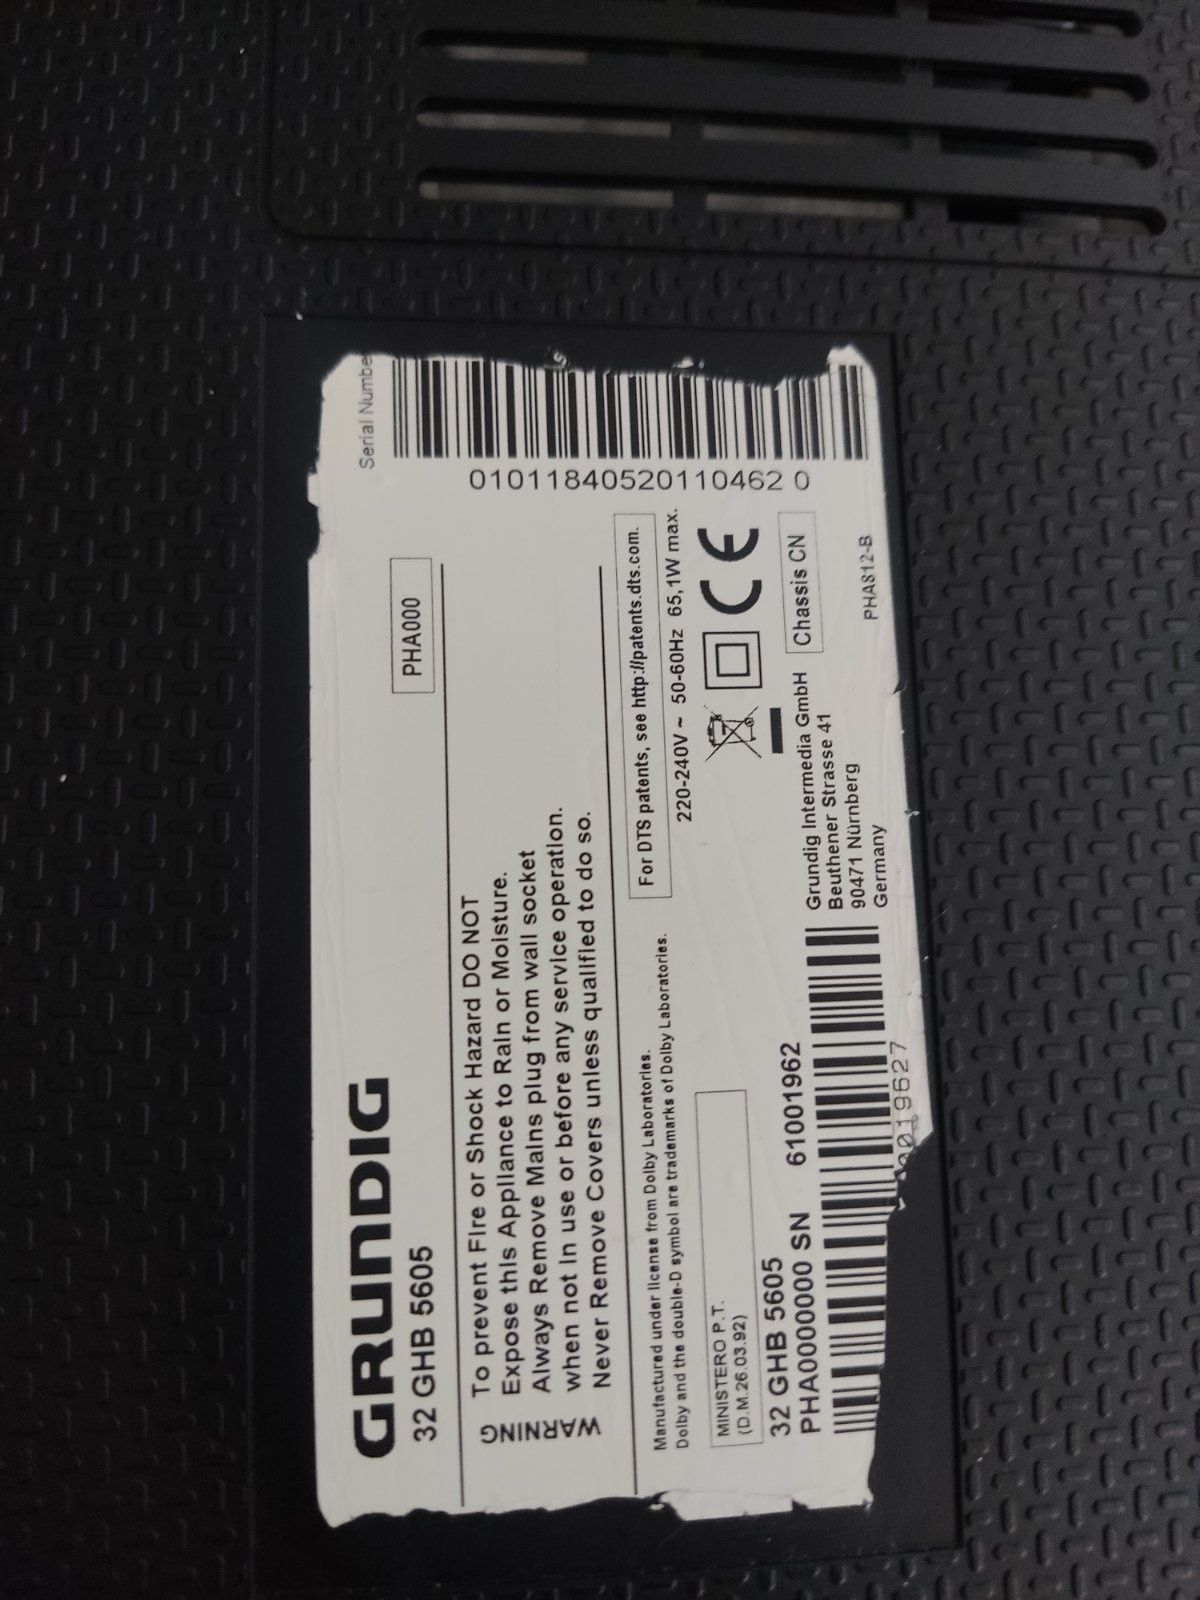 GRUNDIG
32 GHB 5605
PHA000
Serial Numbe
01011840520110462 0
WARNING
To prevent Fire or Shock Hazard DO NOT
Expose this Appliance to Rain or Moisture.
Always Remove Mains plug from wall socket
when not in use or before any service operation.
Never Remove Covers unless qualified to do so.
Manufactured under license from Dolby Laboratories.
Dolby and the double-D symbol are trademarks of Dolby Laboratories.
For DTS patents, see http://patents.dts.com.
220-240V ~ 50-60Hz 65,1W max.
MINISTERO P.T.
(D.M.26.03.92)
CE
32 GHB 5605 61001962
PHA0000000 SN
Grundig Intermedia GmbH
Beuthener Strasse 41
90471 Nürnberg
Germany
Chassis CN
PHA812-B